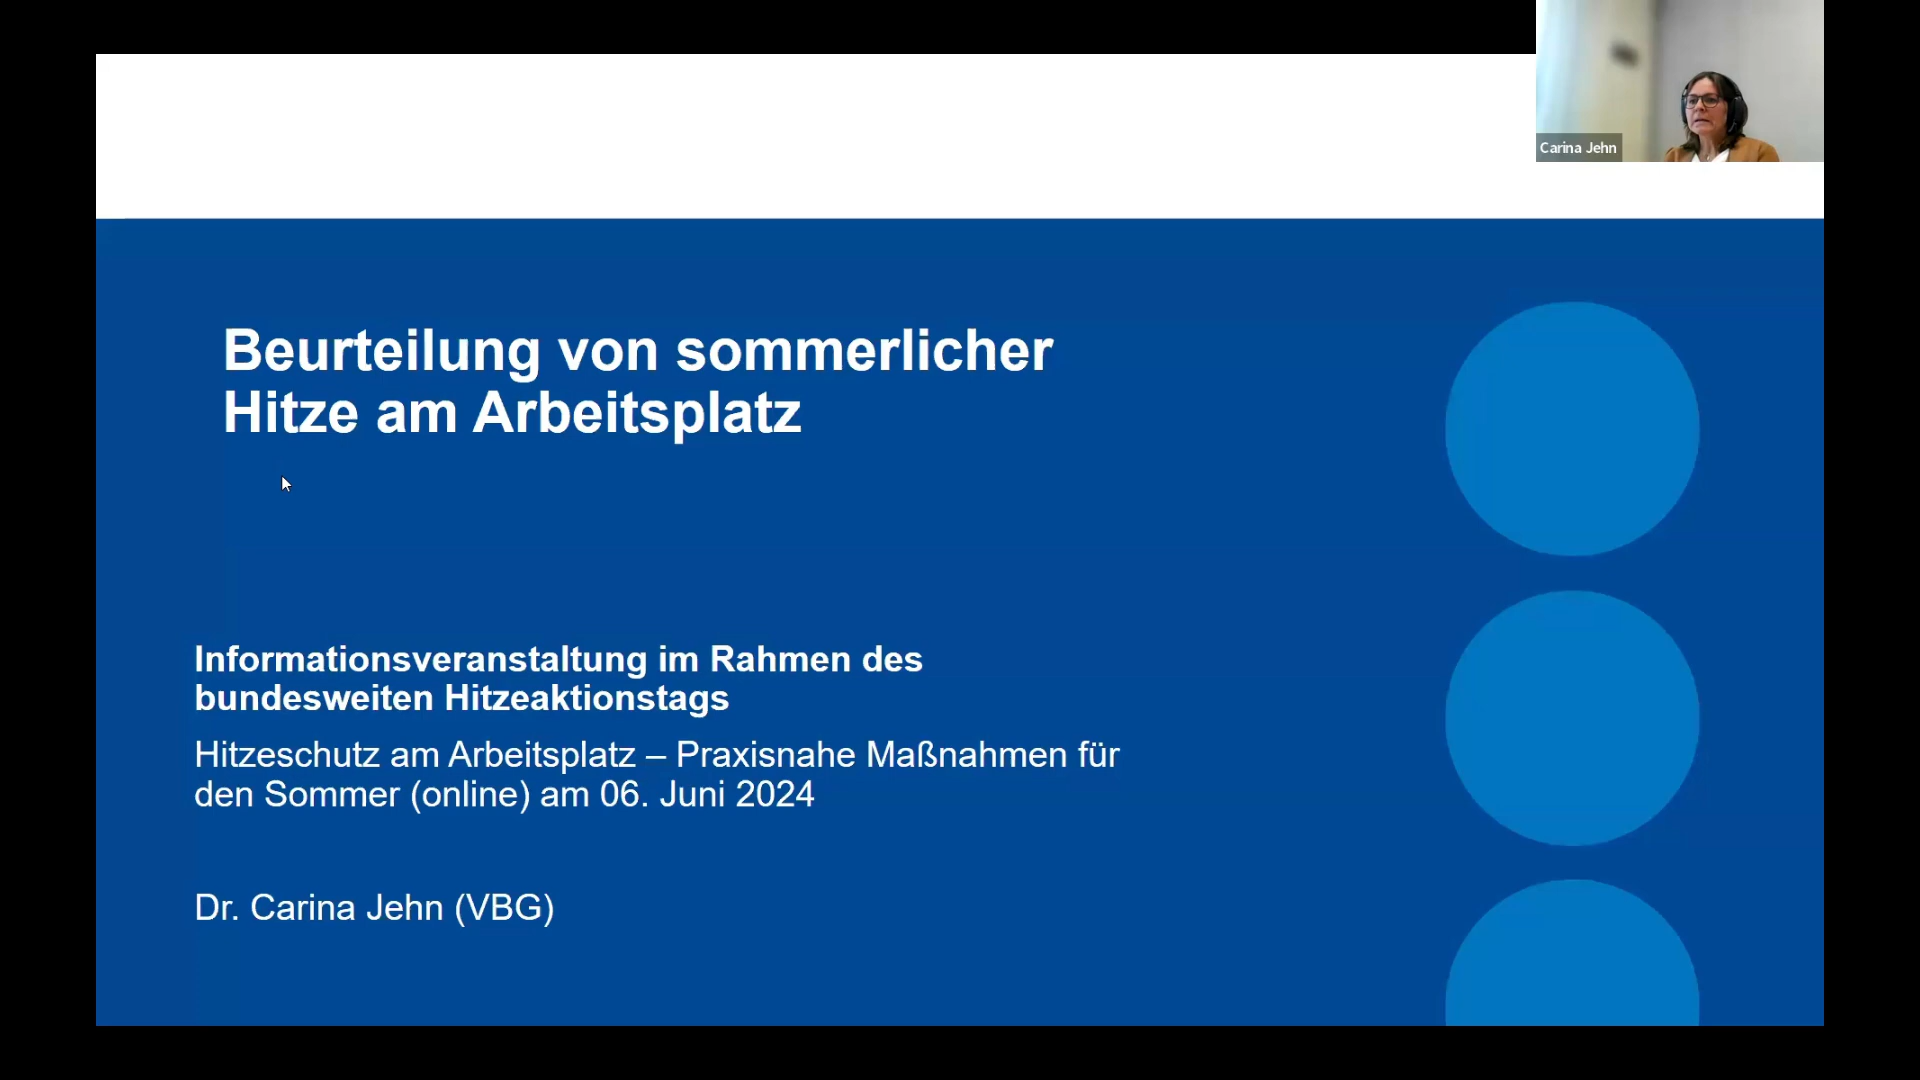 Carina Jehn
Beurteilung von sommerlicher
Hitze am Arbeitsplatz
Informationsveranstaltung im Rahmen des
bundesweiten Hitzeaktionstags
Hitzeschutz am Arbeitsplatz – Praxisnahe Maßnahmen für
den Sommer (online) am 06. Juni 2024
Dr. Carina Jehn (VBG)